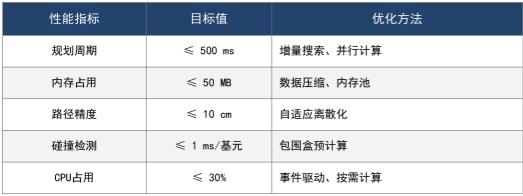 性能指标 目标值 优化方法
规划周期 ≤ 500 ms 增量搜索、并行计算
内存占用 ≤ 50 MB 数据压缩、内存池
路径精度 ≤ 10 cm 自适应离散化
碰撞检测 ≤ 1 ms/基元 包围盒预计算
CPU占用 ≤ 30% 事件驱动、按需计算